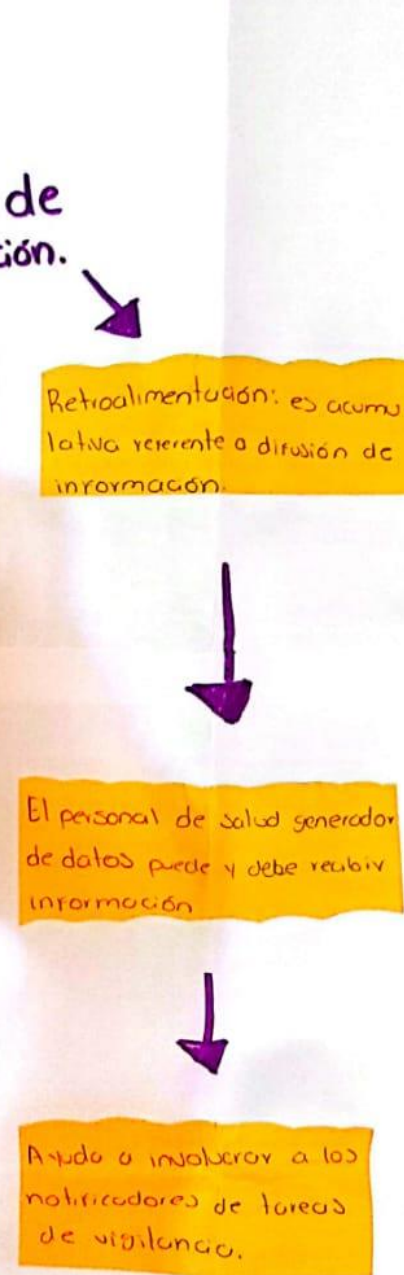 de
ción.
Retroalimentación: es acumu
lativa referente a difusión de
información.
El personal de salud generador
de datos puede y debe recibir
información
Ayuda a involucrar a los
notificadores de tareas
de vigilancia.